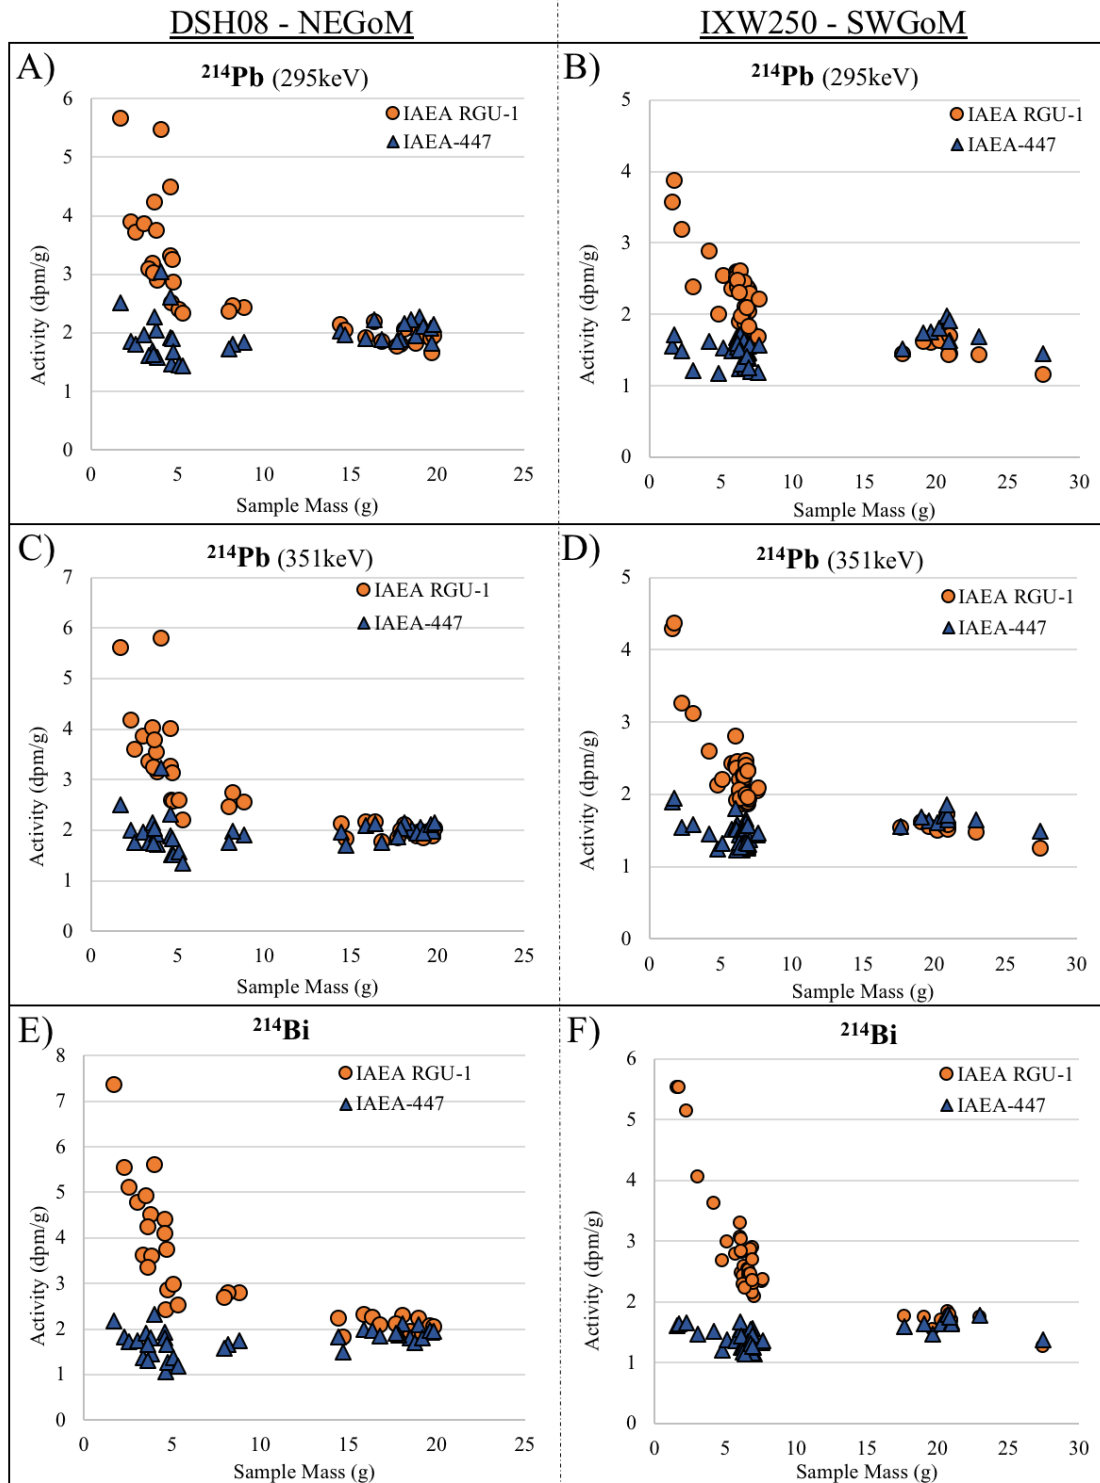 DSH08 - NEGoM
IXW250 - SWGoM
A)
²¹⁴Pb (295keV)
IAEA RGU-1
IAEA-447
6
5
4
3
2
1
0
Activity (dpm/g)
0 5 10 15 20 25
Sample Mass (g)
B)
²¹⁴Pb (295keV)
IAEA RGU-1
IAEA-447
5
4
3
2
1
0
Activity (dpm/g)
0 5 10 15 20 25 30
Sample Mass (g)
C)
²¹⁴Pb (351keV)
IAEA RGU-1
IAEA-447
7
6
5
4
3
2
1
0
Activity (dpm/g)
0 5 10 15 20 25
Sample Mass (g)
D)
²¹⁴Pb (351keV)
IAEA RGU-1
IAEA-447
5
4
3
2
1
0
Activity (dpm/g)
0 5 10 15 20 25 30
Sample Mass (g)
E)
²¹⁴Bi
IAEA RGU-1
IAEA-447
8
7
6
5
4
3
2
1
0
Activity (dpm/g)
0 5 10 15 20 25
Sample Mass (g)
F)
²¹⁴Bi
IAEA RGU-1
IAEA-447
6
5
4
3
2
1
0
Activity (dpm/g)
0 5 10 15 20 25 30
Sample Mass (g)